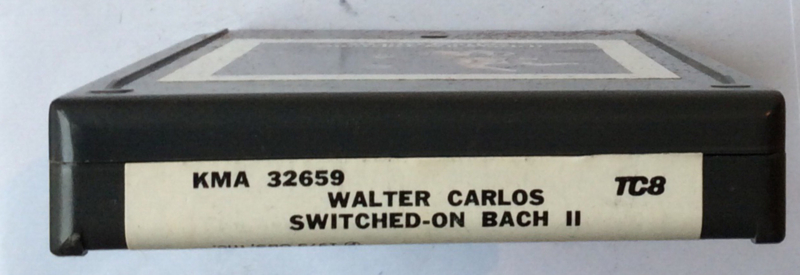 KMA 32659
WALTER CARLOS TC8
SWITCHED-ON BACH II